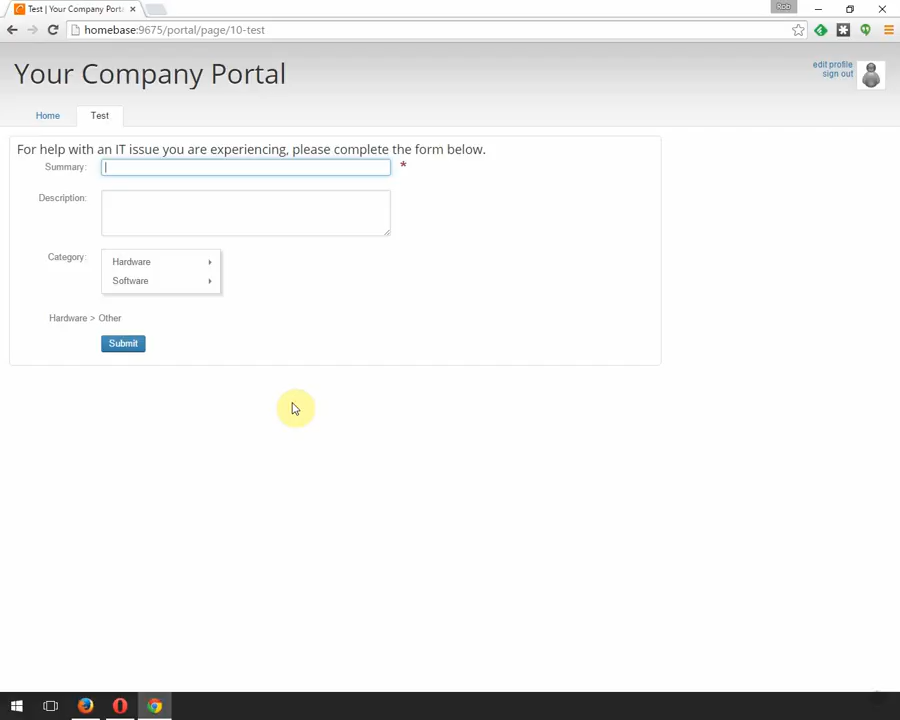 Test | Your Company Porta
Rob
homebase:9675/portal/page/10-test
Your Company Portal
edit profile
sign out
Home
Test
For help with an IT issue you are experiencing, please complete the form below.
Summary:
*
Description:
Category:
Hardware
Software
Hardware > Other
Submit